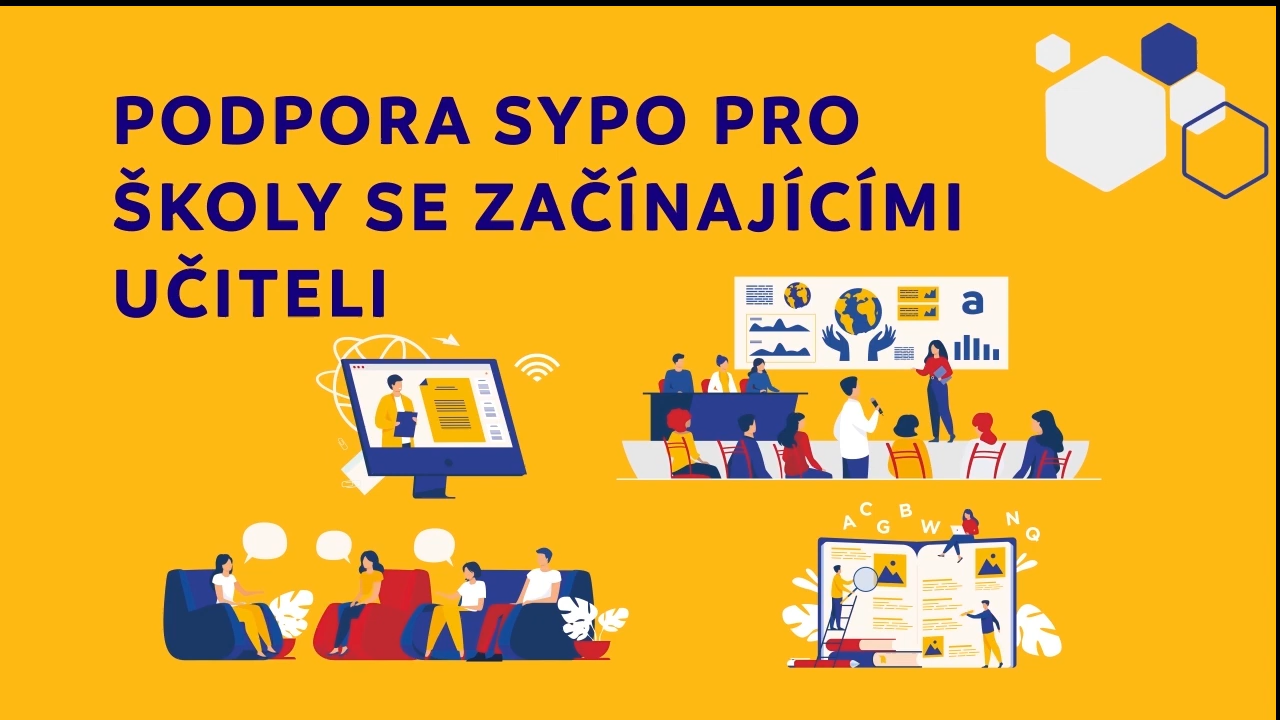 PODPORA SYPO PRO
ŠKOLY SE ZAČÍNAJÍCÍMI
UČITELI
a
A C G B W N Q